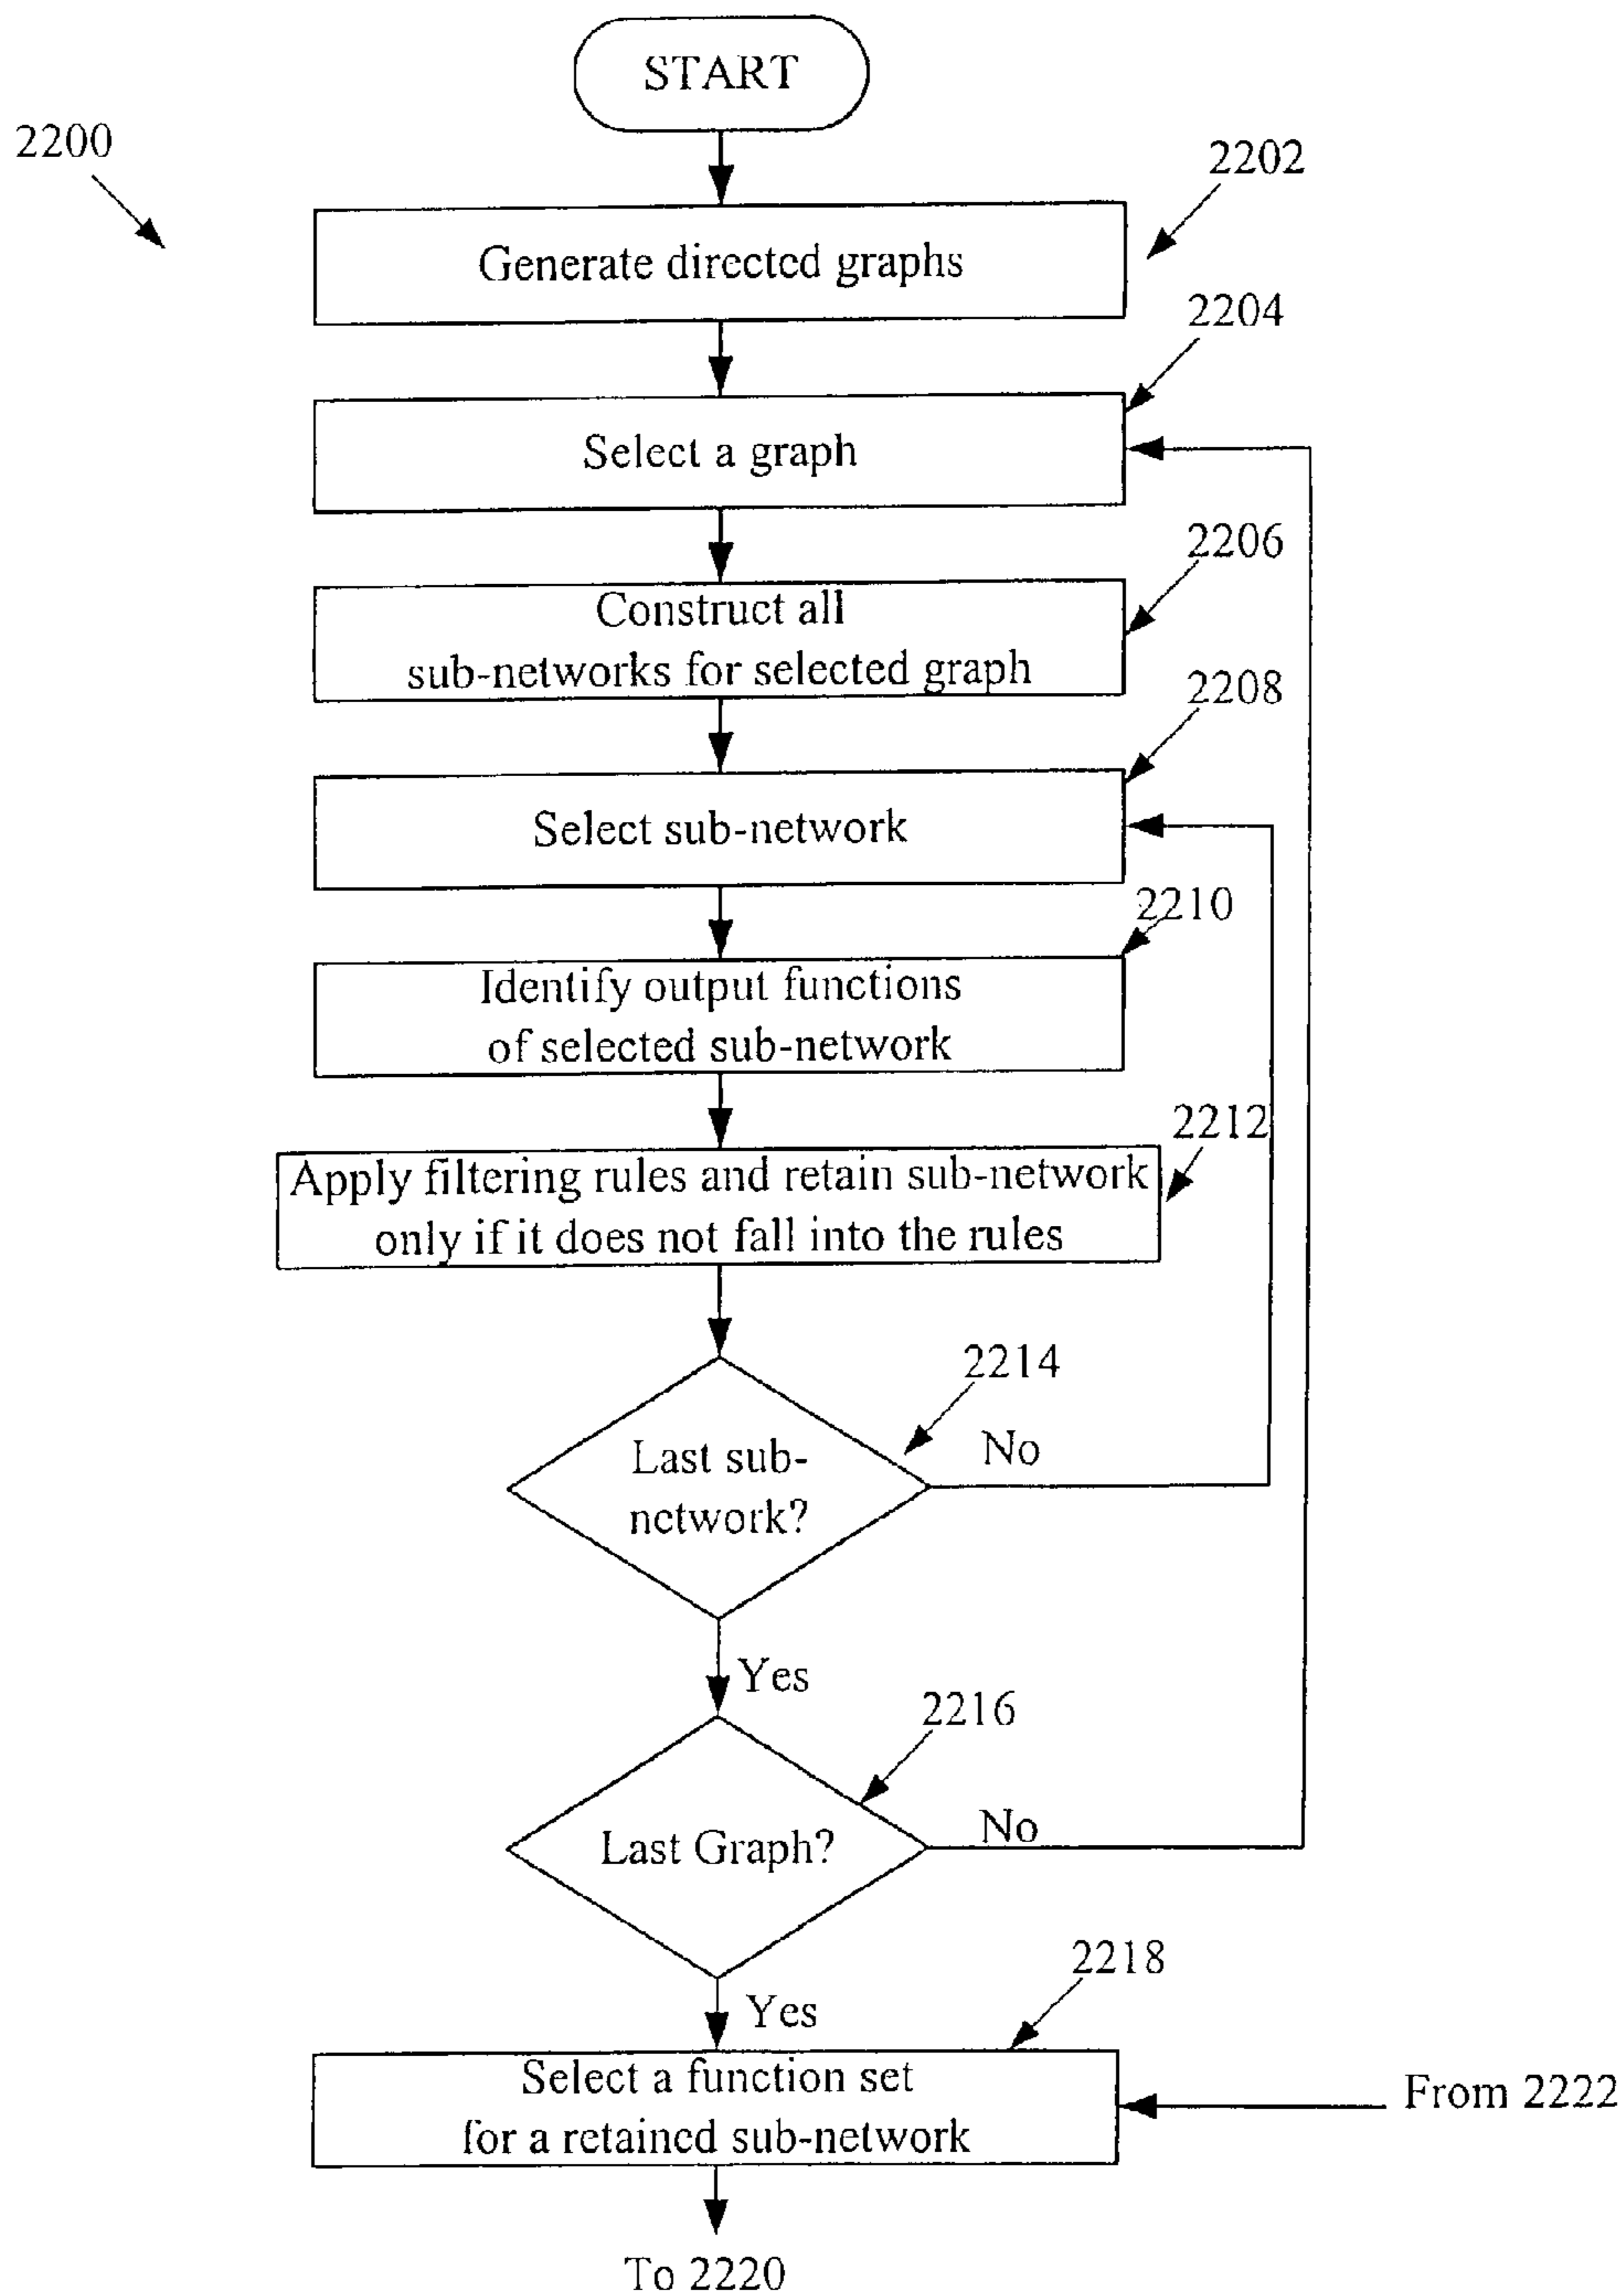 START
2200
2202
Generate directed graphs
2204
Select a graph
2206
Construct all
sub-networks for selected graph
2208
Select sub-network
2210
Identify output functions
of selected sub-network
2212
Apply filtering rules and retain sub-network
only if it does not fall into the rules
2214
Last sub-
network?
No
Yes
2216
Last Graph?
No
Yes
2218
Select a function set
for a retained sub-network
From 2222
To 2220